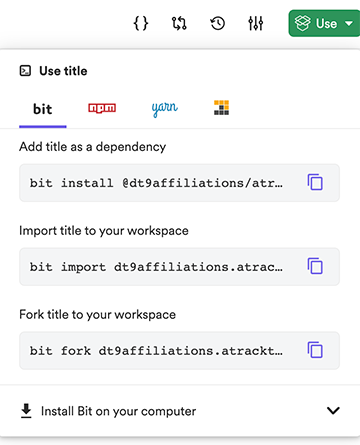 {}
Use
Use title
bit
npm
yarn
Add title as a dependency
bit install @dt9affiliations/atr…
Import title to your workspace
bit import dt9affiliations.atrac…
Fork title to your workspace
bit fork dt9affiliations.atrackt…
Install Bit on your computer